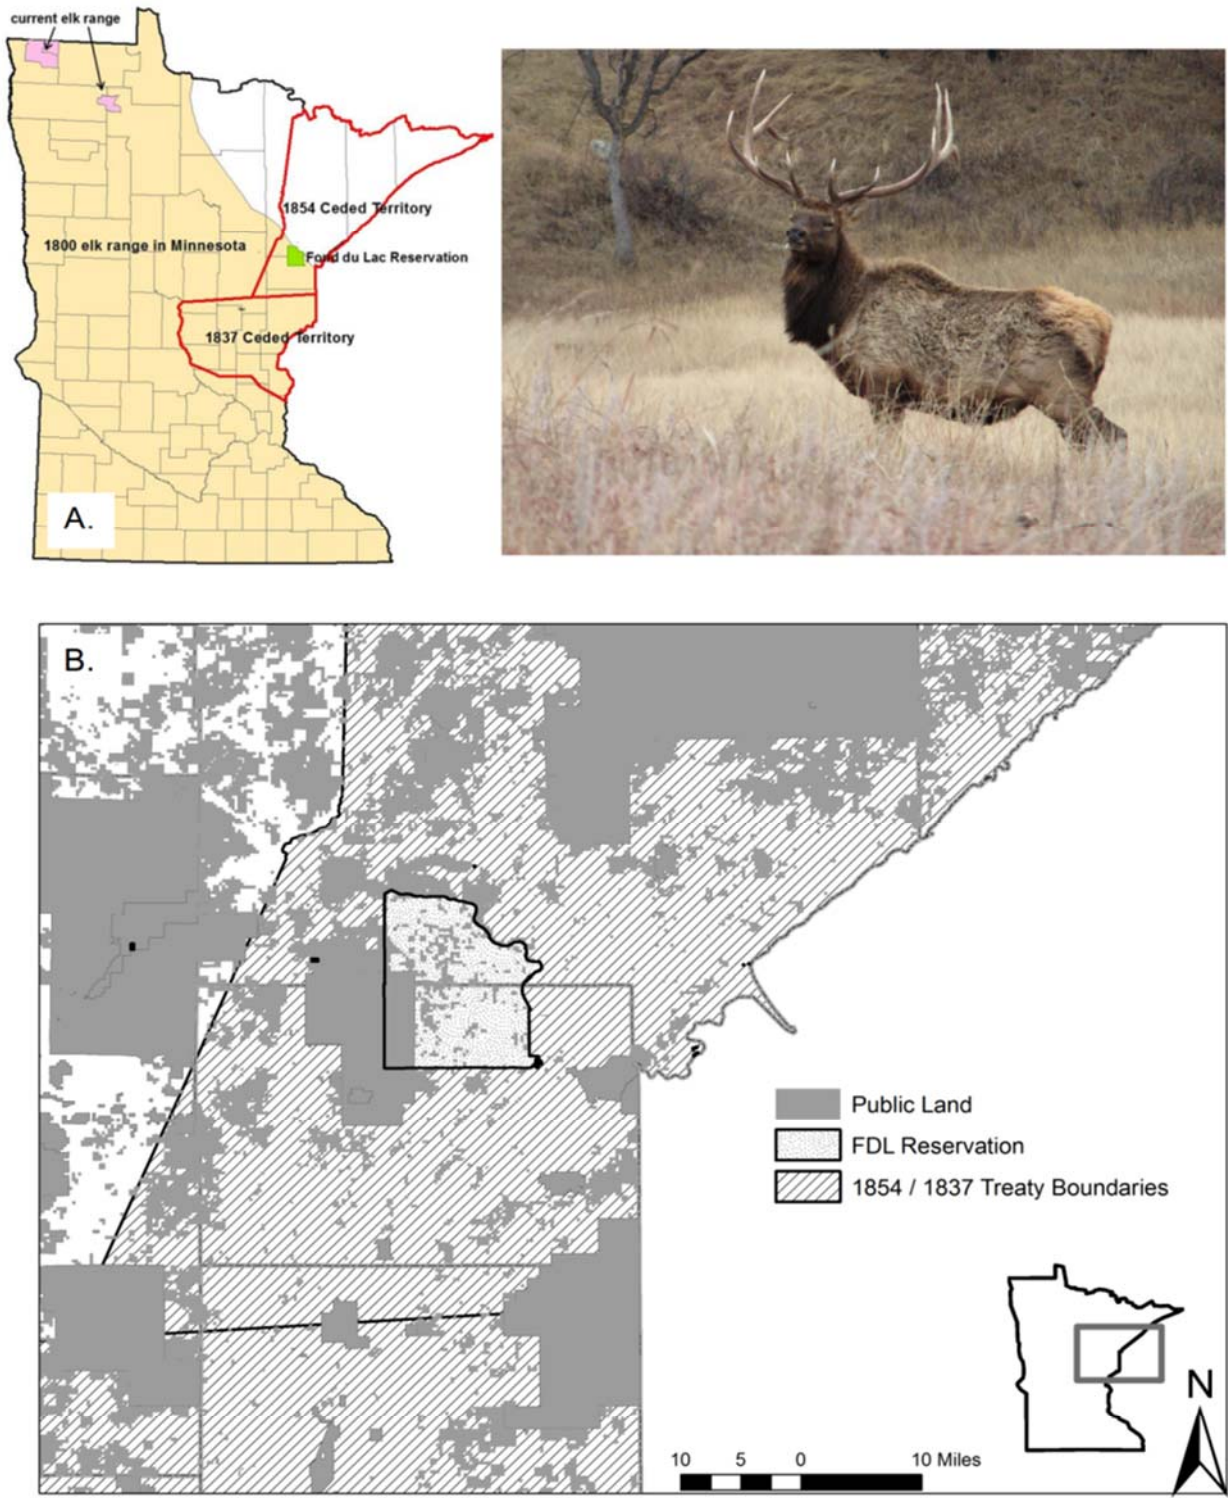 current elk range
1854 Ceded Territory
1800 elk range in Minnesota
Fond du Lac Reservation
1837 Ceded Territory
A.
B.
Public Land
FDL Reservation
1854 / 1837 Treaty Boundaries
N
10 5 0 10 Miles